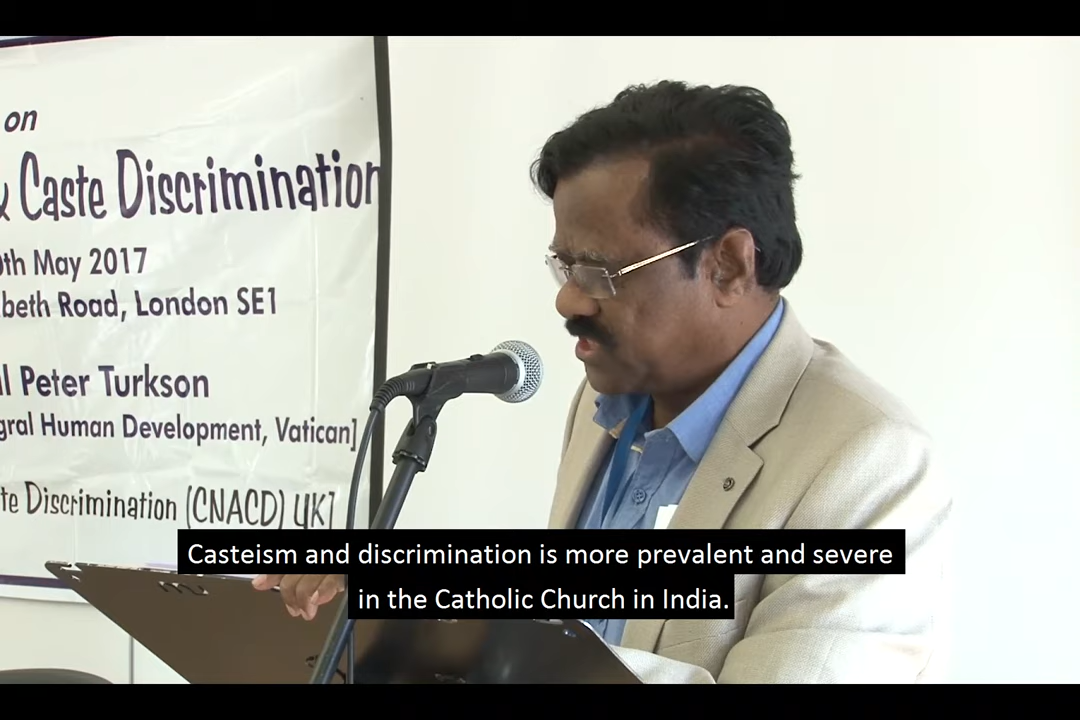 on
& Caste Discrimination
0th May 2017
beth Road, London SE1
l Peter Turkson
gral Human Development, Vatican]
te Discrimination (CNACD) UK]
Casteism and discrimination is more prevalent and severe
in the Catholic Church in India.